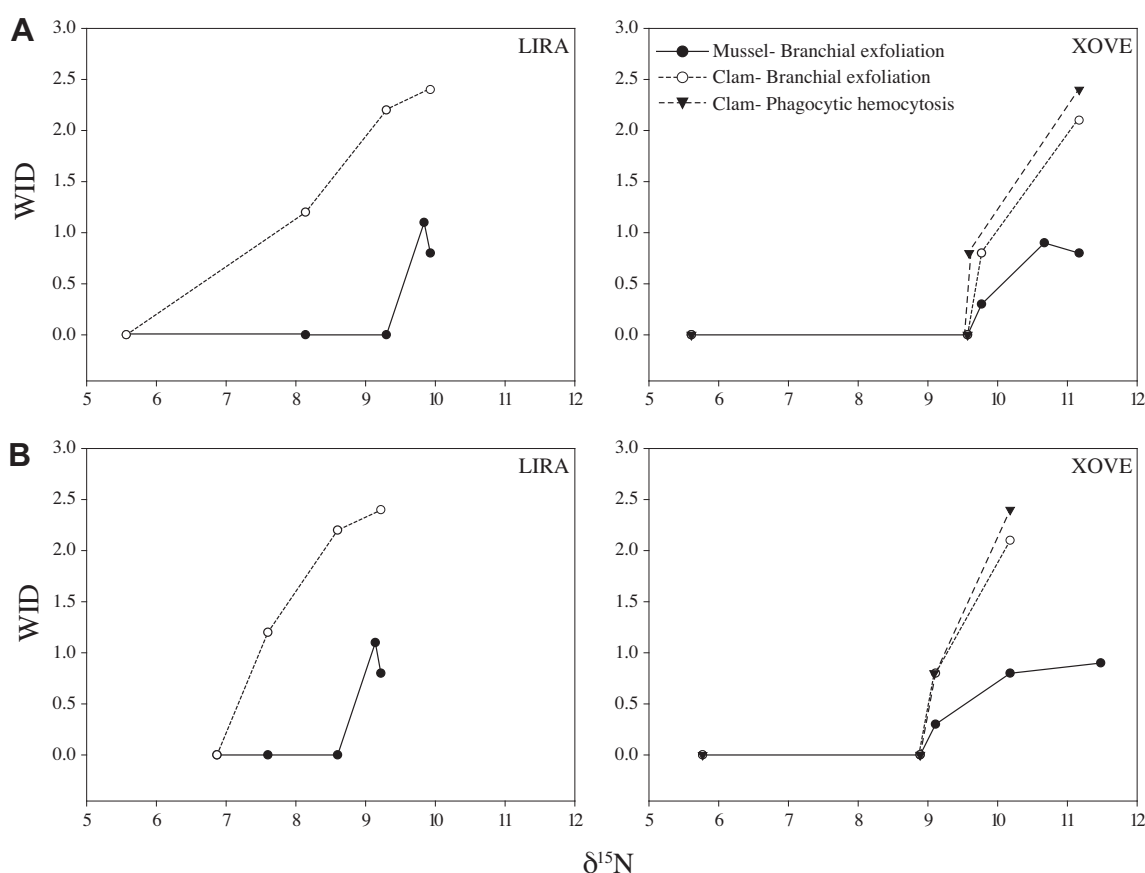 A
LIRA
XOVE
Mussel- Branchial exfoliation
Clam- Branchial exfoliation
Clam- Phagocytic hemocytosis
WID
3.0
2.5
2.0
1.5
1.0
0.5
0.0
5 6 7 8 9 10 11 12
3.0
2.5
2.0
1.5
1.0
0.5
0.0
5 6 7 8 9 10 11 12
B
LIRA
XOVE
WID
3.0
2.5
2.0
1.5
1.0
0.5
0.0
5 6 7 8 9 10 11 12
3.0
2.5
2.0
1.5
1.0
0.5
0.0
5 6 7 8 9 10 11 12
δ¹⁵N